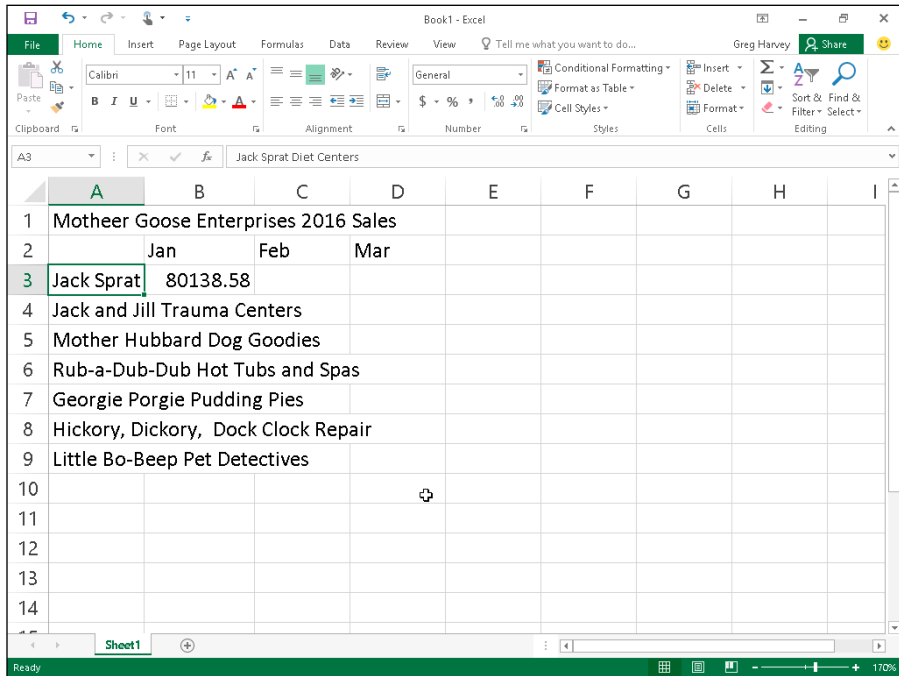 Book1 - Excel
File Home Insert Page Layout Formulas Data Review View Tell me what you want to do... Greg Harvey Share
Paste Calibri 11 A A General Conditional Formatting Insert Σ A Z
B I U A $ % , .00 Format as Table Delete Sort & Find &
Cell Styles Format Filter Select
Clipboard Font Alignment Number Styles Cells Editing
A3 fx Jack Sprat Diet Centers
A B C D E F G H I
1 Motheer Goose Enterprises 2016 Sales
2 Jan Feb Mar
3 Jack Sprat 80138.58
4 Jack and Jill Trauma Centers
5 Mother Hubbard Dog Goodies
6 Rub-a-Dub-Dub Hot Tubs and Spas
7 Georgie Porgie Pudding Pies
8 Hickory, Dickory,  Dock Clock Repair
9 Little Bo-Beep Pet Detectives
10
11
12
13
14
Sheet1
Ready 170%